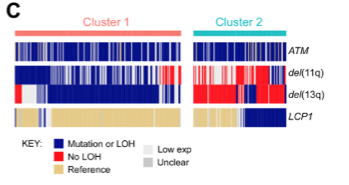 C
Cluster 1 Cluster 2
ATM
del(11q)
del(13q)
LCP1
KEY:
Mutation or LOH
No LOH
Reference
Low exp
Unclear